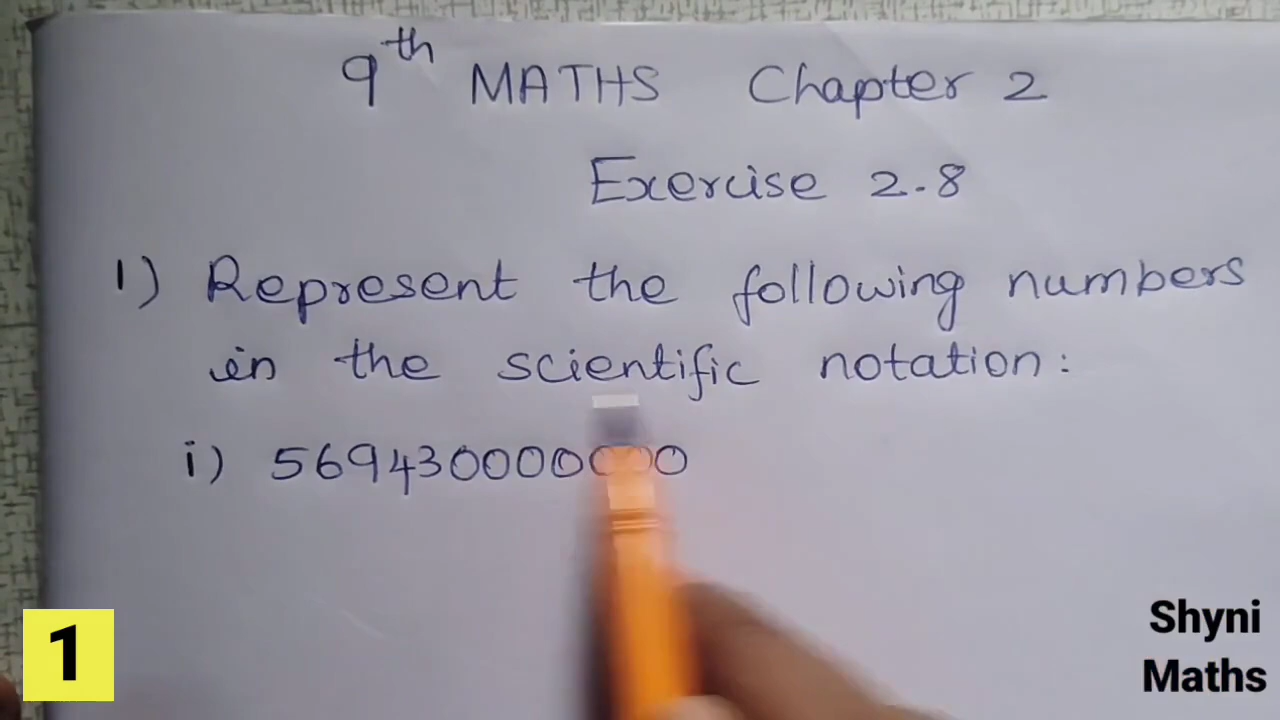 9th MATHS Chapter 2
Exercise 2.8
1) Represent the following numbers
in the scientific notation:
i) 569430000000
1
Shyni
Maths